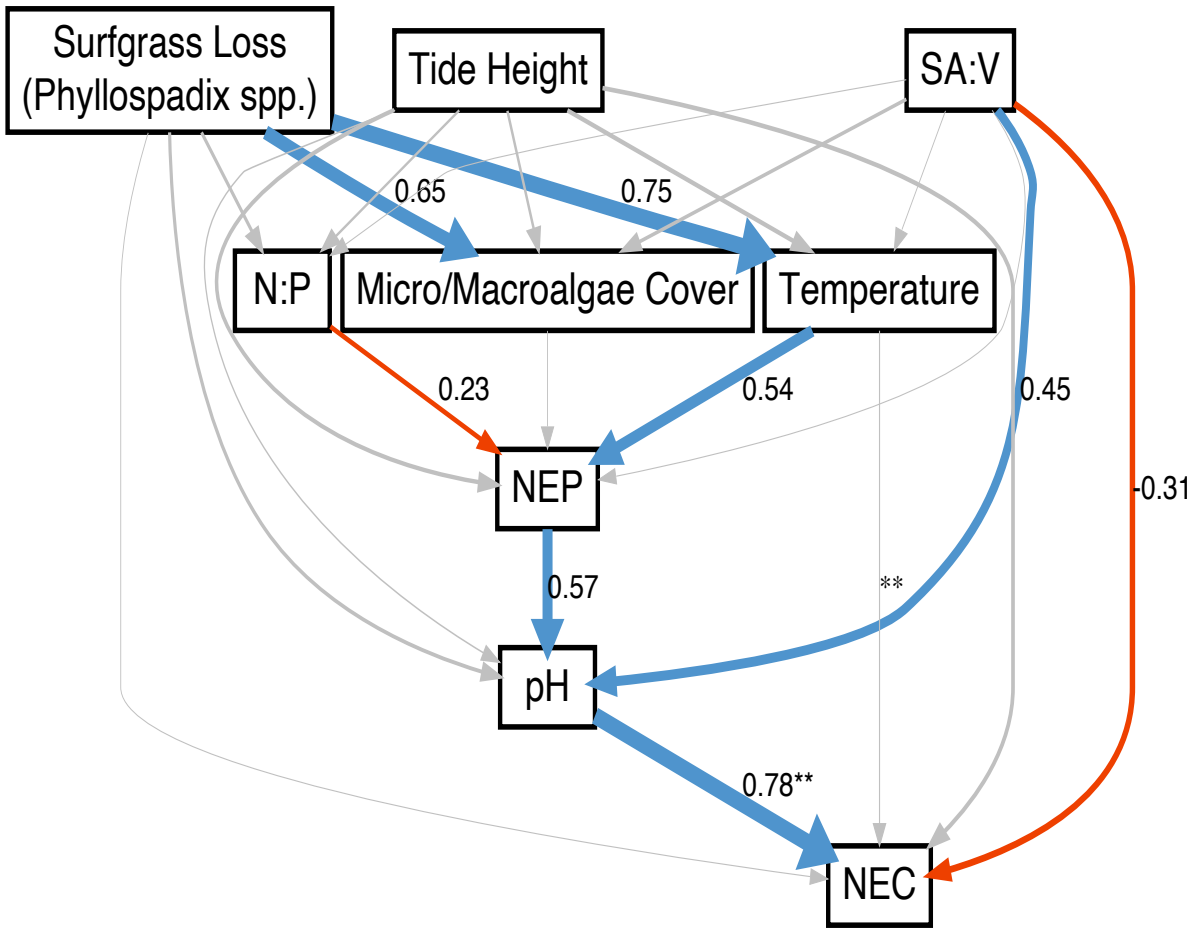 Surfgrass Loss
(Phyllospadix spp.)
Tide Height
SA:V
0.65
0.75
N:P
Micro/Macroalgae Cover
Temperature
0.23
0.54
0.45
NEP
-0.31
0.57
**
pH
0.78**
NEC